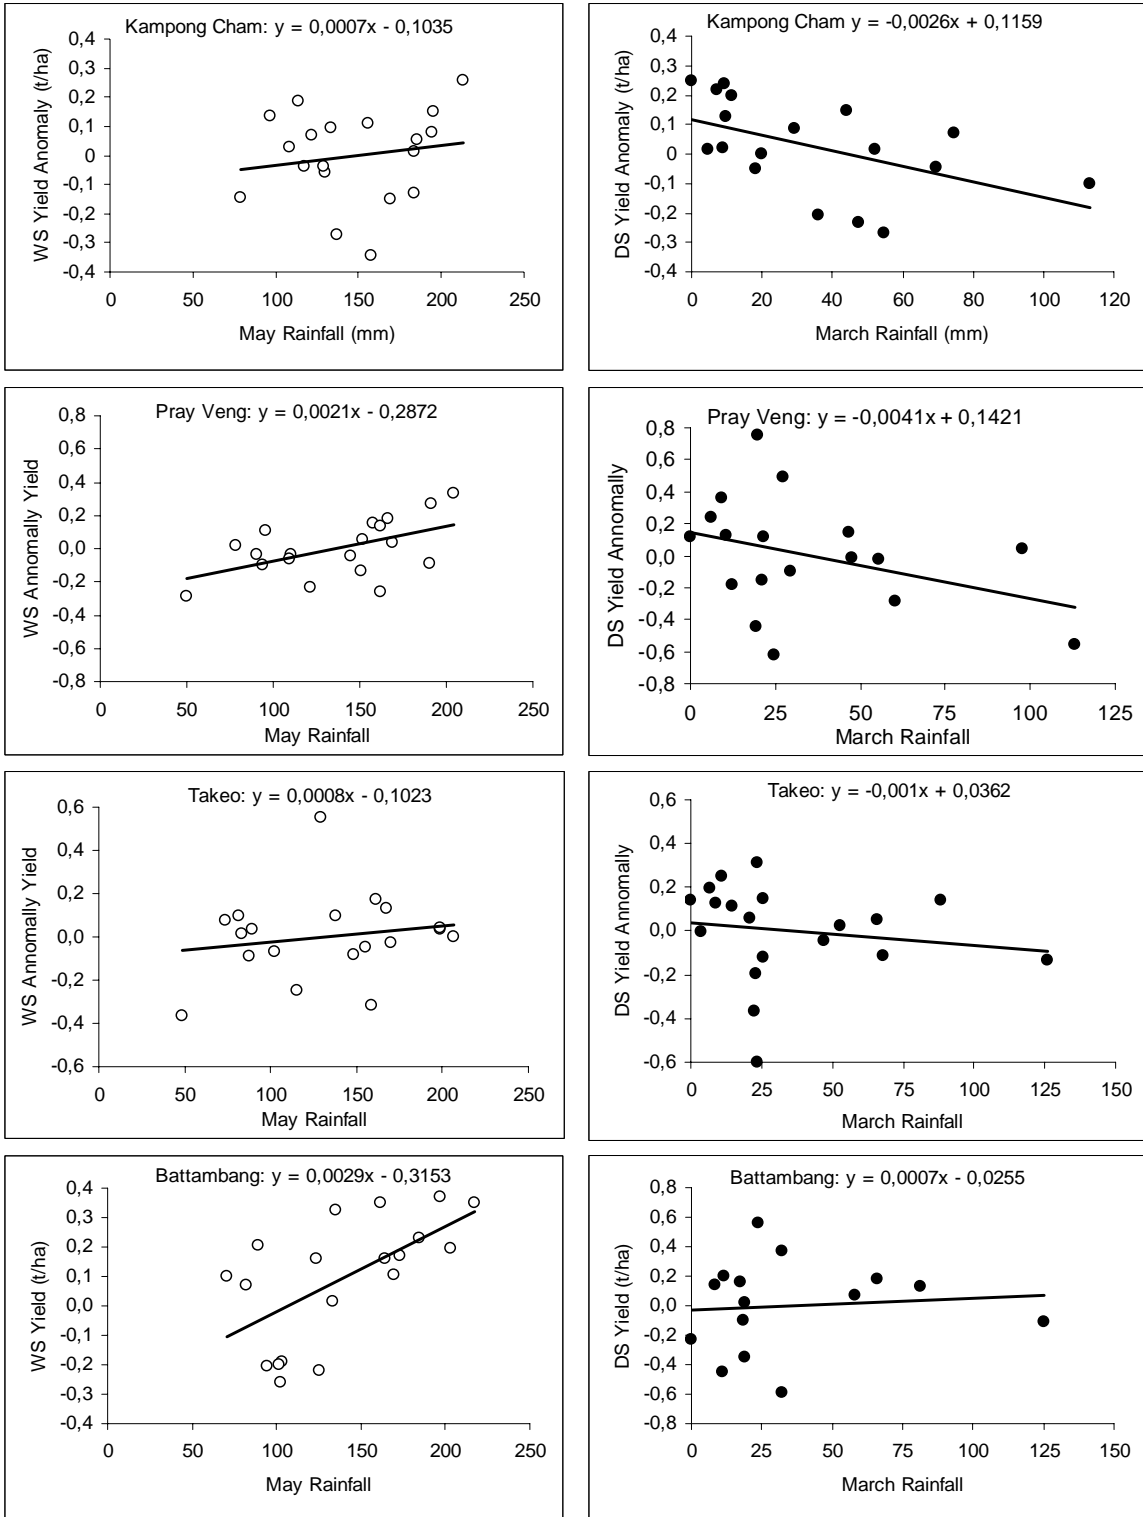 Kampong Cham: y = 0,0007x - 0,1035
WS Yield Anomaly (t/ha)
0,4
0,3
0,2
0,1
0
-0,1
-0,2
-0,3
-0,4
0 50 100 150 200 250
May Rainfall (mm)
Kampong Cham y = -0,0026x + 0,1159
DS Yield Anomaly (t/ha)
0,4
0,3
0,2
0,1
0
-0,1
-0,2
-0,3
-0,4
0 20 40 60 80 100 120
March Rainfall (mm)
Pray Veng: y = 0,0021x - 0,2872
WS Annomally Yield
0,8
0,6
0,4
0,2
0,0
-0,2
-0,4
-0,6
-0,8
0 50 100 150 200 250
May Rainfall
Pray Veng: y = -0,0041x + 0,1421
DS Yield Annomally
0,8
0,6
0,4
0,2
0,0
-0,2
-0,4
-0,6
-0,8
0 25 50 75 100 125
March Rainfall
Takeo: y = 0,0008x - 0,1023
WS Annomally Yield
0,6
0,4
0,2
0,0
-0,2
-0,4
-0,6
0 50 100 150 200 250
May Rainfall
Takeo: y = -0,001x + 0,0362
DS Yield Annomally
0,6
0,4
0,2
0,0
-0,2
-0,4
-0,6
0 25 50 75 100 125 150
March Rainfall
Battambang: y = 0,0029x - 0,3153
WS Yield (t/ha)
0,4
0,3
0,2
0,1
0,0
-0,1
-0,2
-0,3
-0,4
0 50 100 150 200 250
May Rainfall
Battambang: y = 0,0007x - 0,0255
DS Yield (t/ha)
0,8
0,6
0,4
0,2
0,0
-0,2
-0,4
-0,6
-0,8
0 25 50 75 100 125 150
March Rainfall